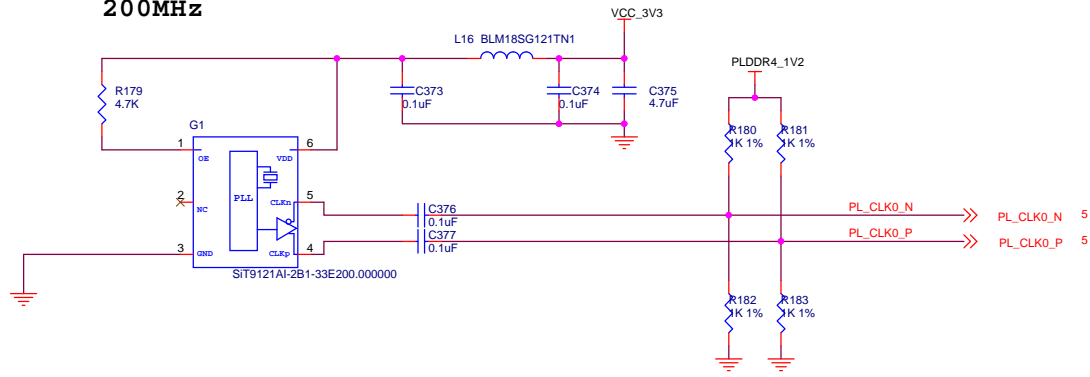 200MHz
VCC_3V3
L16 BLM18SG121TN1
PLDDR4_1V2
R179
4.7K
C373
0.1uF
C374
0.1uF
C375
4.7uF
G1
R180
1K 1%
R181
1K 1%
1
OE
VDD
6
2
NC
PLL
CLKn
5
C376
0.1uF
PL_CLK0_N
PL_CLK0_N
5
3
GND
CLKp
4
C377
0.1uF
PL_CLK0_P
PL_CLK0_P
5
SiT9121AI-2B1-33E200.000000
R182
1K 1%
R183
1K 1%